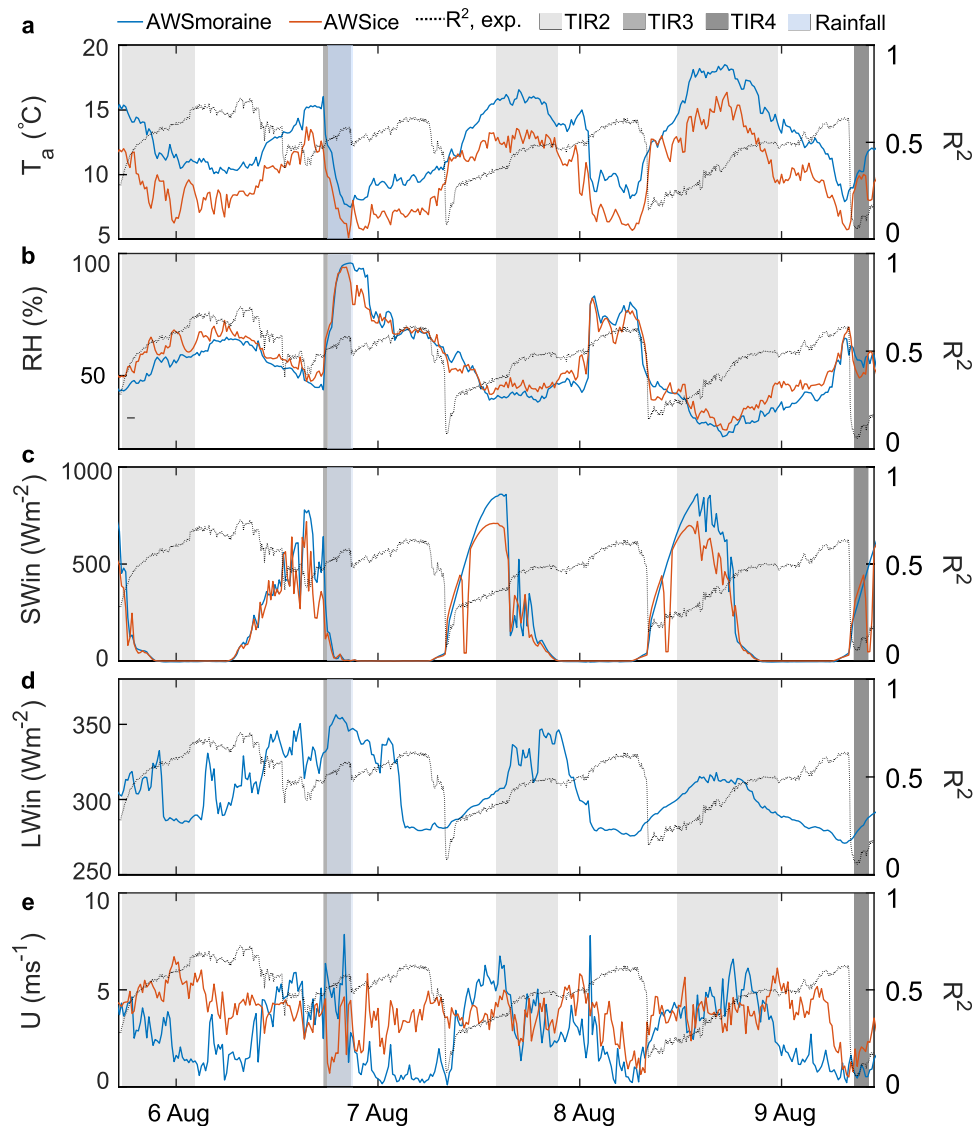 a AWSmoraine AWSice R², exp. TIR2 TIR3 TIR4 Rainfall
20
15
10
5
Tₐ (°C)
1
0.5
0
R²
b
100
50
RH (%)
1
0.5
0
R²
c
1000
500
0
SWin (Wm⁻²)
1
0.5
0
R²
d
350
300
250
LWin (Wm⁻²)
1
0.5
0
R²
e
10
5
0
U (ms⁻¹)
1
0.5
0
R²
6 Aug 7 Aug 8 Aug 9 Aug